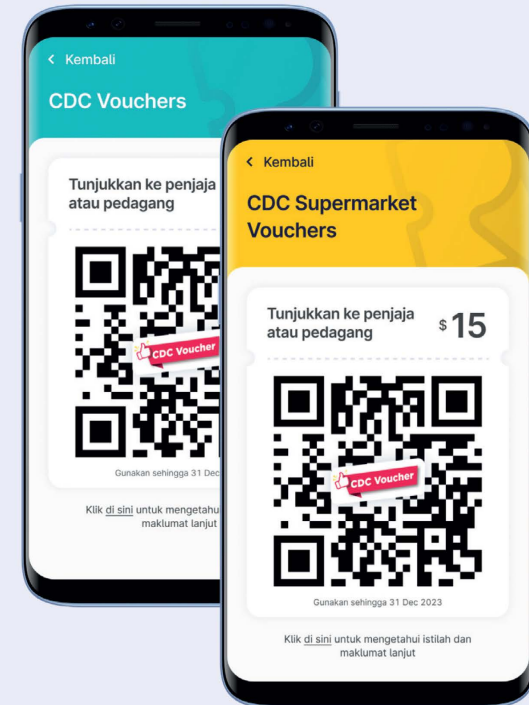 Kembali
CDC Vouchers
Tunjukkan ke penjaja
atau pedagang
CDC Voucher
Gunakan sehingga 31 Dec
Klik di sini untuk
maklumat lanjut
Kembali
CDC Supermarket
Vouchers
Tunjukkan ke penjaja
atau pedagang
$15
CDC Voucher
Gunakan sehingga 31 Dec 2023
Klik di sini untuk mengetahui istilah dan
maklumat lanjut